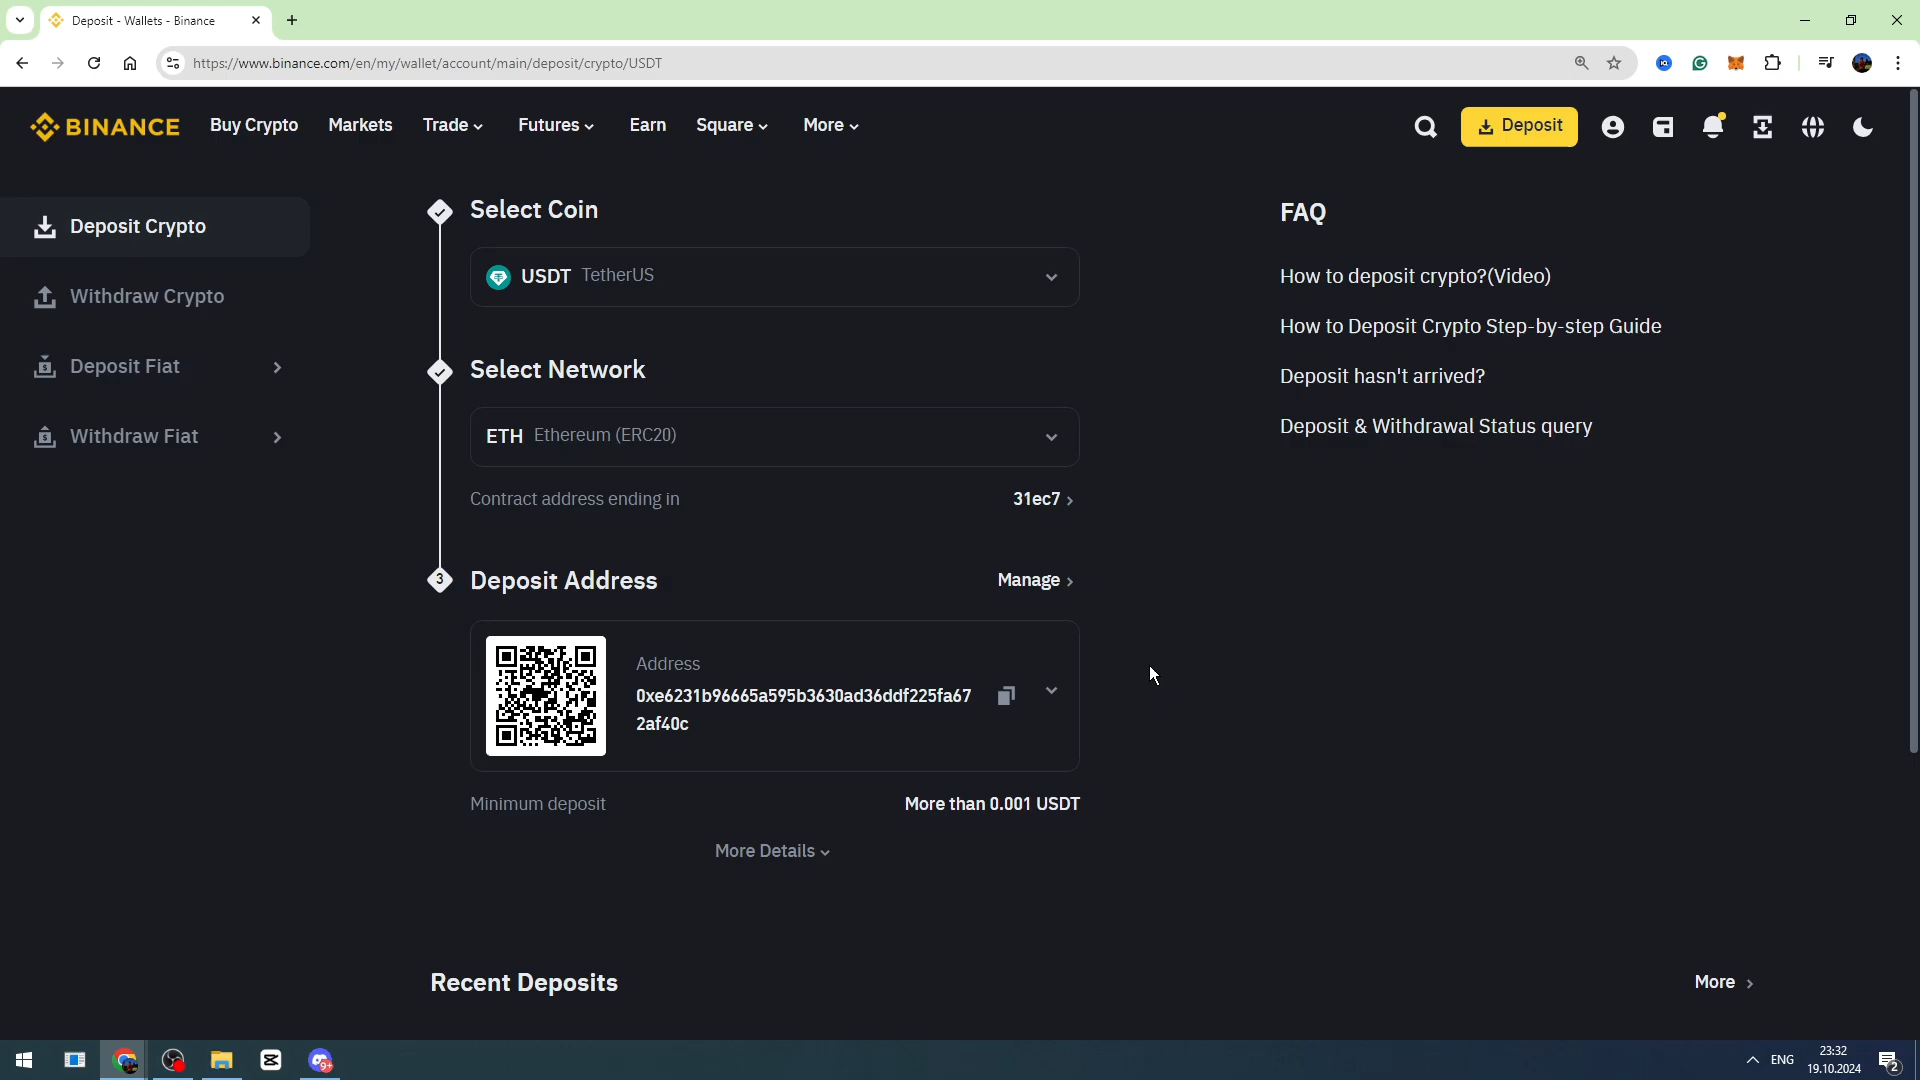 Deposit - Wallets - Binance
https://www.binance.com/en/my/wallet/account/main/deposit/crypto/USDT
BINANCE
Buy Crypto
Markets
Trade
Futures
Earn
Square
More
Deposit
Deposit Crypto
Withdraw Crypto
Deposit Fiat
Withdraw Fiat
Select Coin
USDT TetherUS
Select Network
ETH Ethereum (ERC20)
Contract address ending in
31ec7
3
Deposit Address
Manage
Address
0xe6231b96665a595b3630ad36ddf225fa67
2af40c
Minimum deposit
More than 0.001 USDT
More Details
FAQ
How to deposit crypto?(Video)
How to Deposit Crypto Step-by-step Guide
Deposit hasn't arrived?
Deposit & Withdrawal Status query
Recent Deposits
More
9+
ENG
23:32
19.10.2024
2